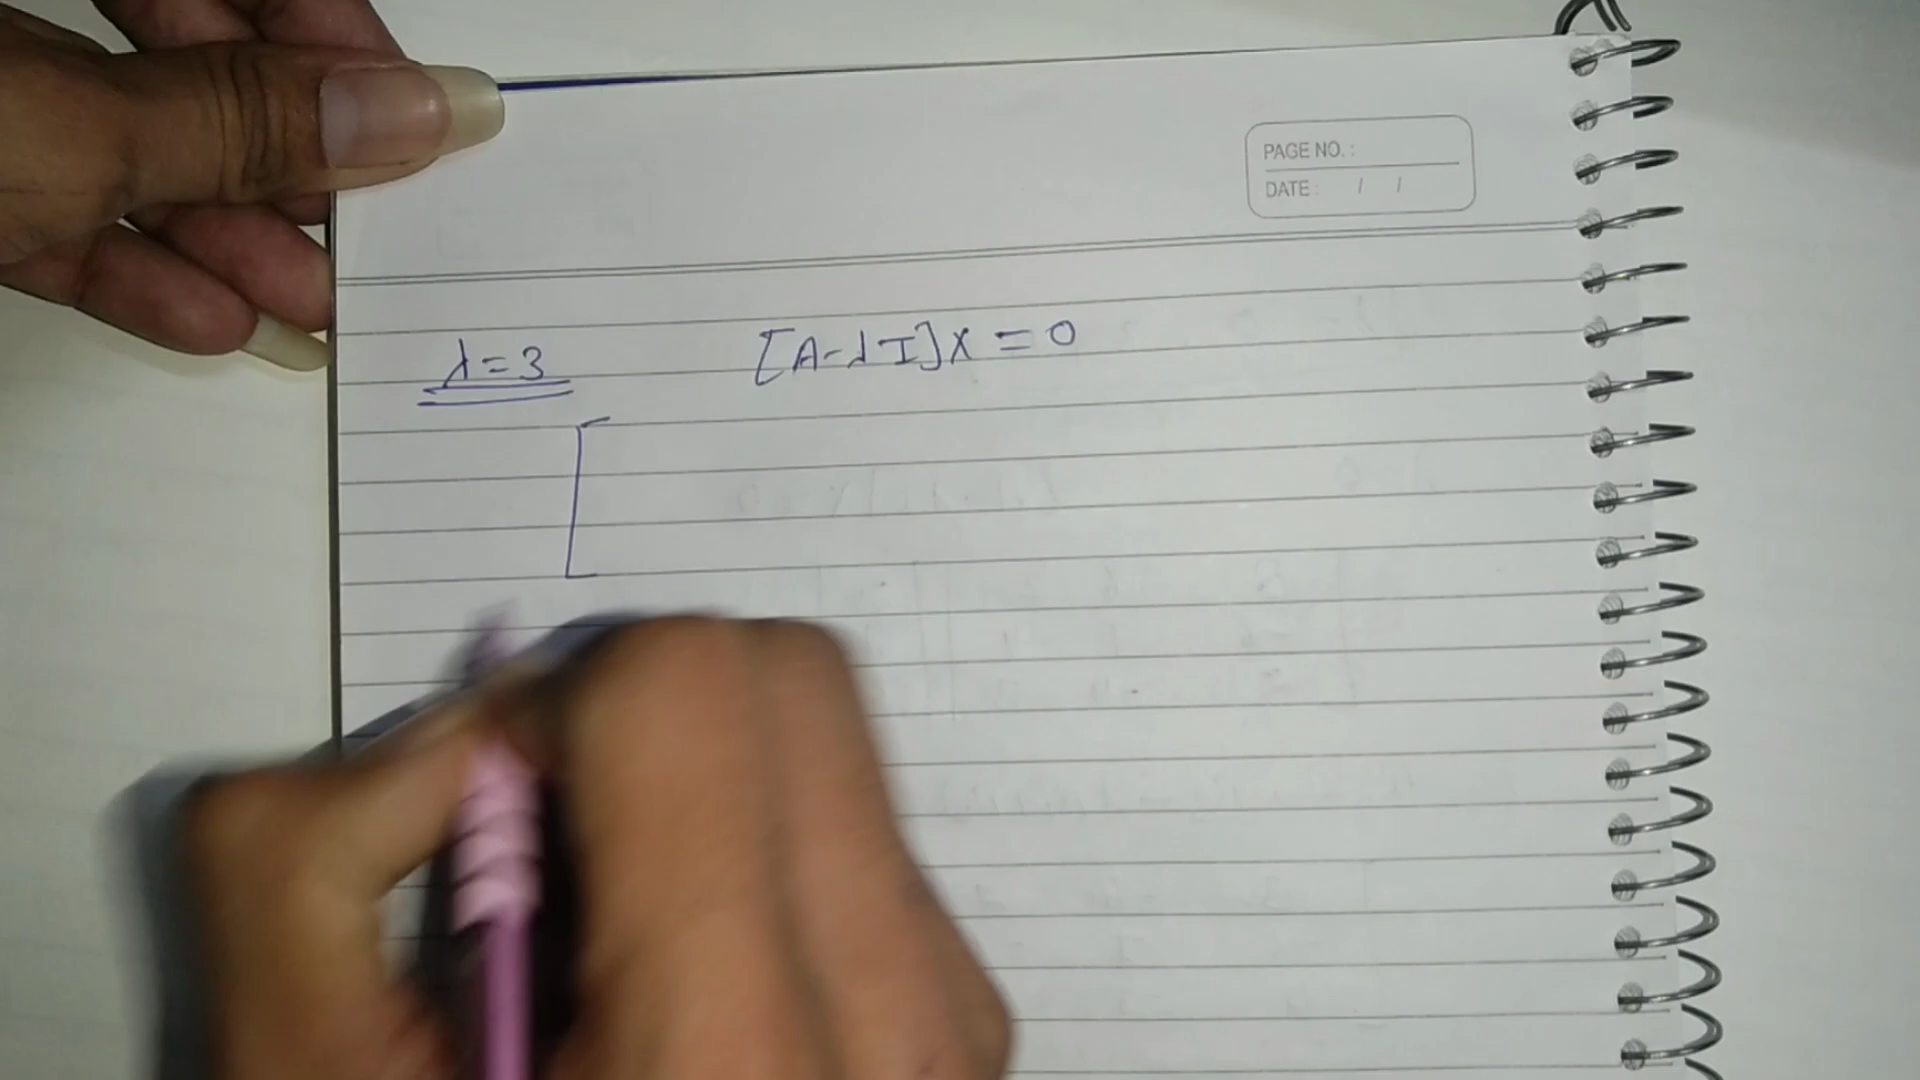 PAGE NO. :
DATE : / /
λ = 3
[A-λI]X = 0
[